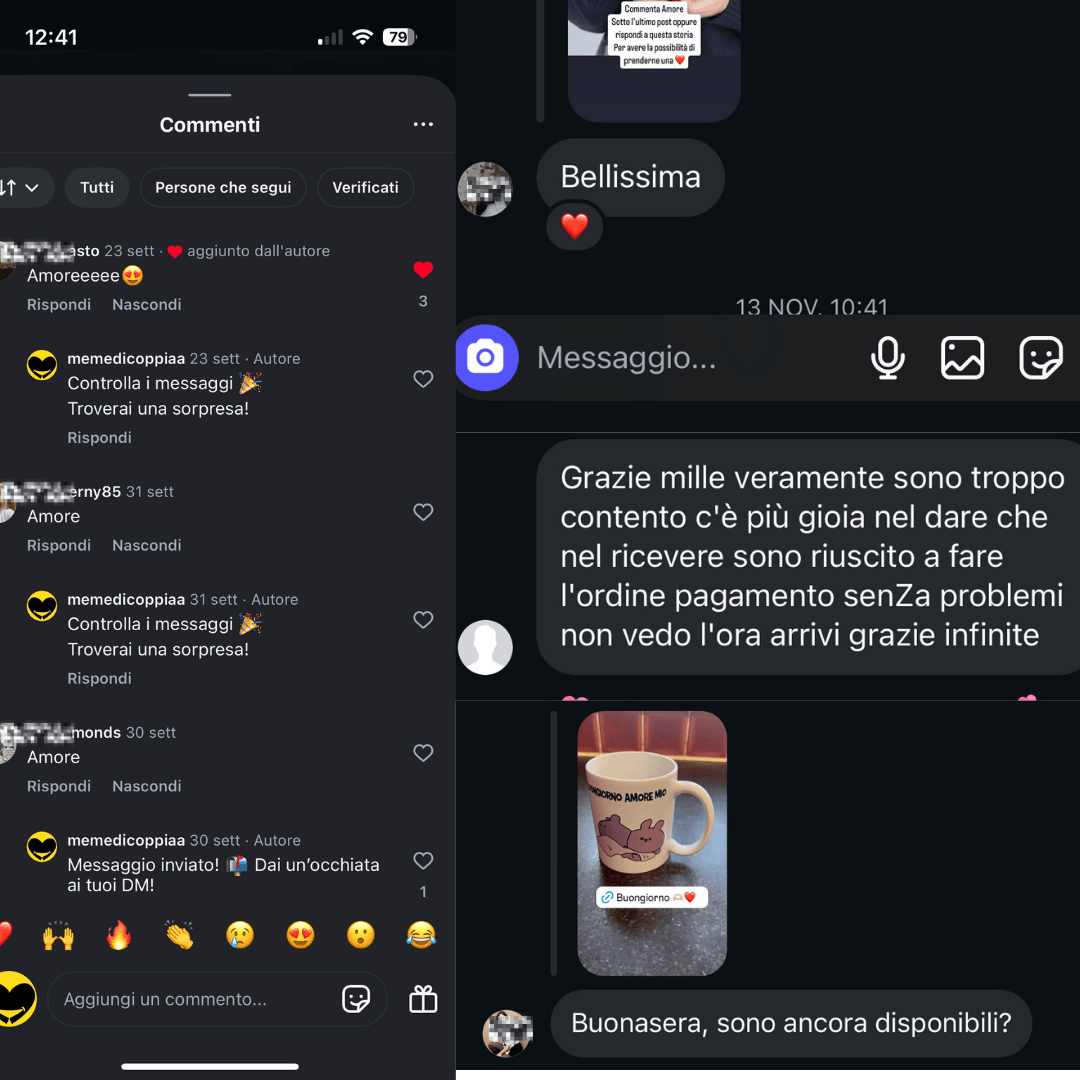 12:41
79
Commenti
Tutti
Persone che segui
Verificati
asto 23 sett · ❤️ aggiunto dall'autore
Amoreeeee😍
Rispondi Nascondi
3
memedicoppiaa 23 sett · Autore
Controlla i messaggi 🎉
Troverai una sorpresa!
Rispondi
erny85 31 sett
Amore
Rispondi Nascondi
memedicoppiaa 31 sett · Autore
Controlla i messaggi 🎉
Troverai una sorpresa!
Rispondi
monds 30 sett
Amore
Rispondi Nascondi
memedicoppiaa 30 sett · Autore
Messaggio inviato! 📬 Dai un’occhiata
ai tuoi DM!
1
Aggiungi un commento...
Commenta Amore
Sotto l'ultimo post oppure
rispondi a questa storia
Per avere la possibilità di
prenderne una ❤️
Bellissima
13 NOV, 10:41
Messaggio...
Grazie mille veramente sono troppo
contento c'è più gioia nel dare che
nel ricevere sono riuscito a fare
l'ordine pagamento senZa problemi
non vedo l'ora arrivi grazie infinite
BUONGIORNO AMORE MIO
Buongiorno 🫶🏻❤️
Buonasera, sono ancora disponibili?